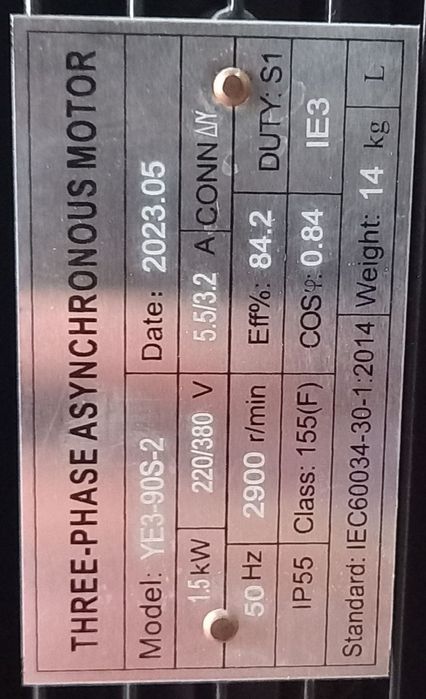 THREE-PHASE ASYNCHRONOUS MOTOR
Model: YE3-90S-2 Date: 2023.05
1.5 kW 220/380 V 5.5/3.2 A CONN Δ/Y
50 Hz 2900 r/min Eff%: 84.2 DUTY: S1
IP55 Class: 155(F) COSφ: 0.84 IE3
Standard: IEC60034-30-1:2014 Weight: 14 kg L